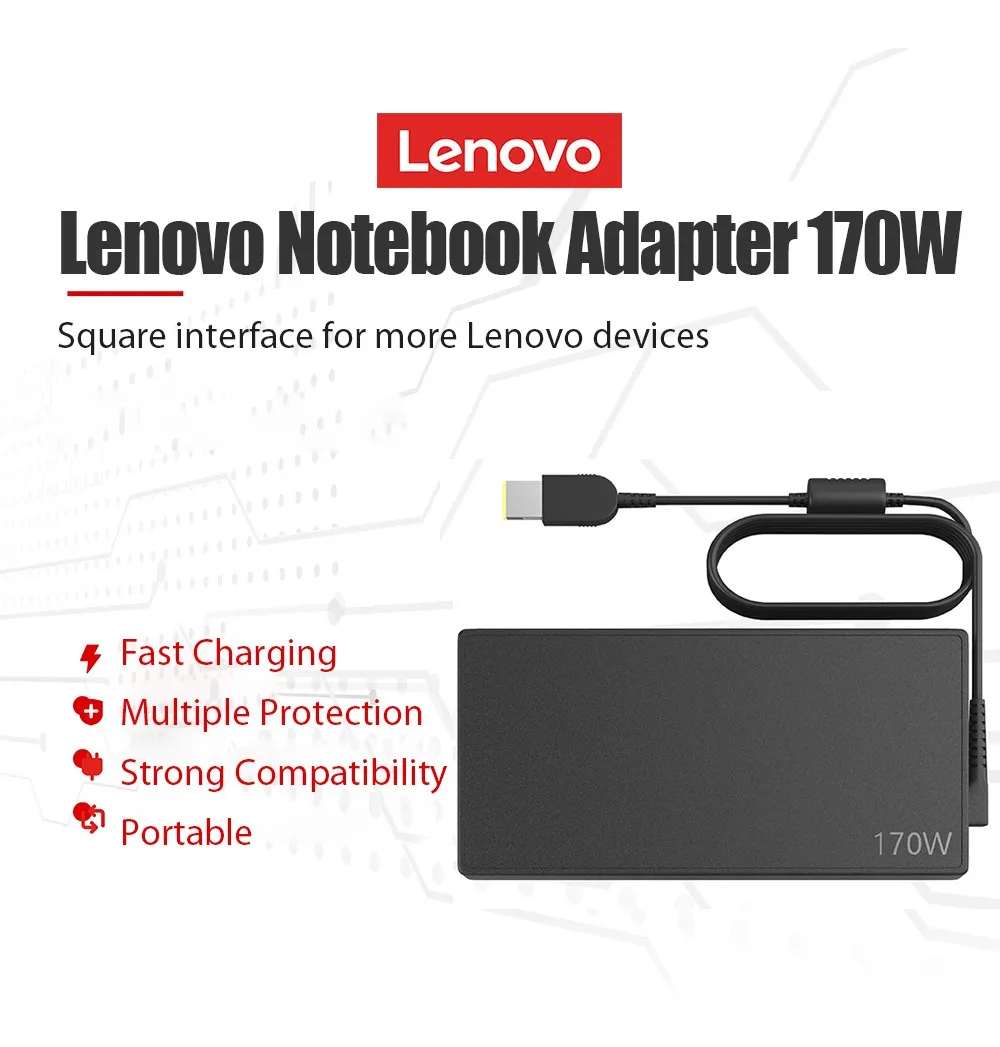 Lenovo
Lenovo Notebook Adapter 170W
Square interface for more Lenovo devices
Fast Charging
Multiple Protection
Strong Compatibility
Portable
170W